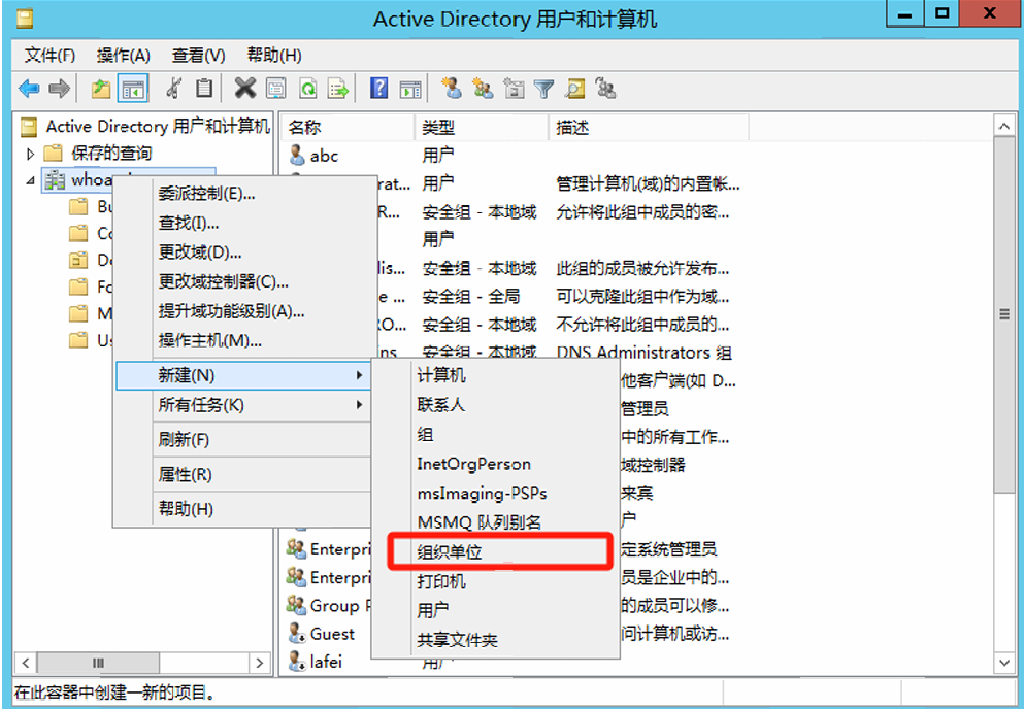 Active Directory 用户和计算机
文件(F) 操作(A) 查看(V) 帮助(H)
Active Directory 用户和计算机
保存的查询
whoa
Bu
Co
Fo
M
Us
委派控制(E)...
查找(I)...
更改域(D)...
更改域控制器(C)...
提升域功能级别(A)...
操作主机(M)...
新建(N)
所有任务(K)
刷新(F)
属性(R)
帮助(H)
计算机
联系人
组
InetOrgPerson
msImaging-PSPs
MSMQ 队列别名
组织单位
打印机
用户
共享文件夹
名称 类型 描述
abc 用户
rat... 用户 管理计算机(域)的内置帐...
R... 安全组 - 本地域 允许将此组中成员的密...
用户
lis... 安全组 - 本地域 此组的成员被允许发布...
e ... 安全组 - 全局 可以克隆此组中作为域...
RO... 安全组 - 本地域 不允许将此组中成员的...
ins 安全组 - 本地域 DNS Administrators 组
他客户端(如 D...
管理员
中的所有工作...
域控制器
来宾
户
Enterpri 定系统管理员
Enterpri 员是企业中的...
Group P 的成员可以修...
Guest 问计算机或访...
lafei 用户
在此容器中创建一新的项目。